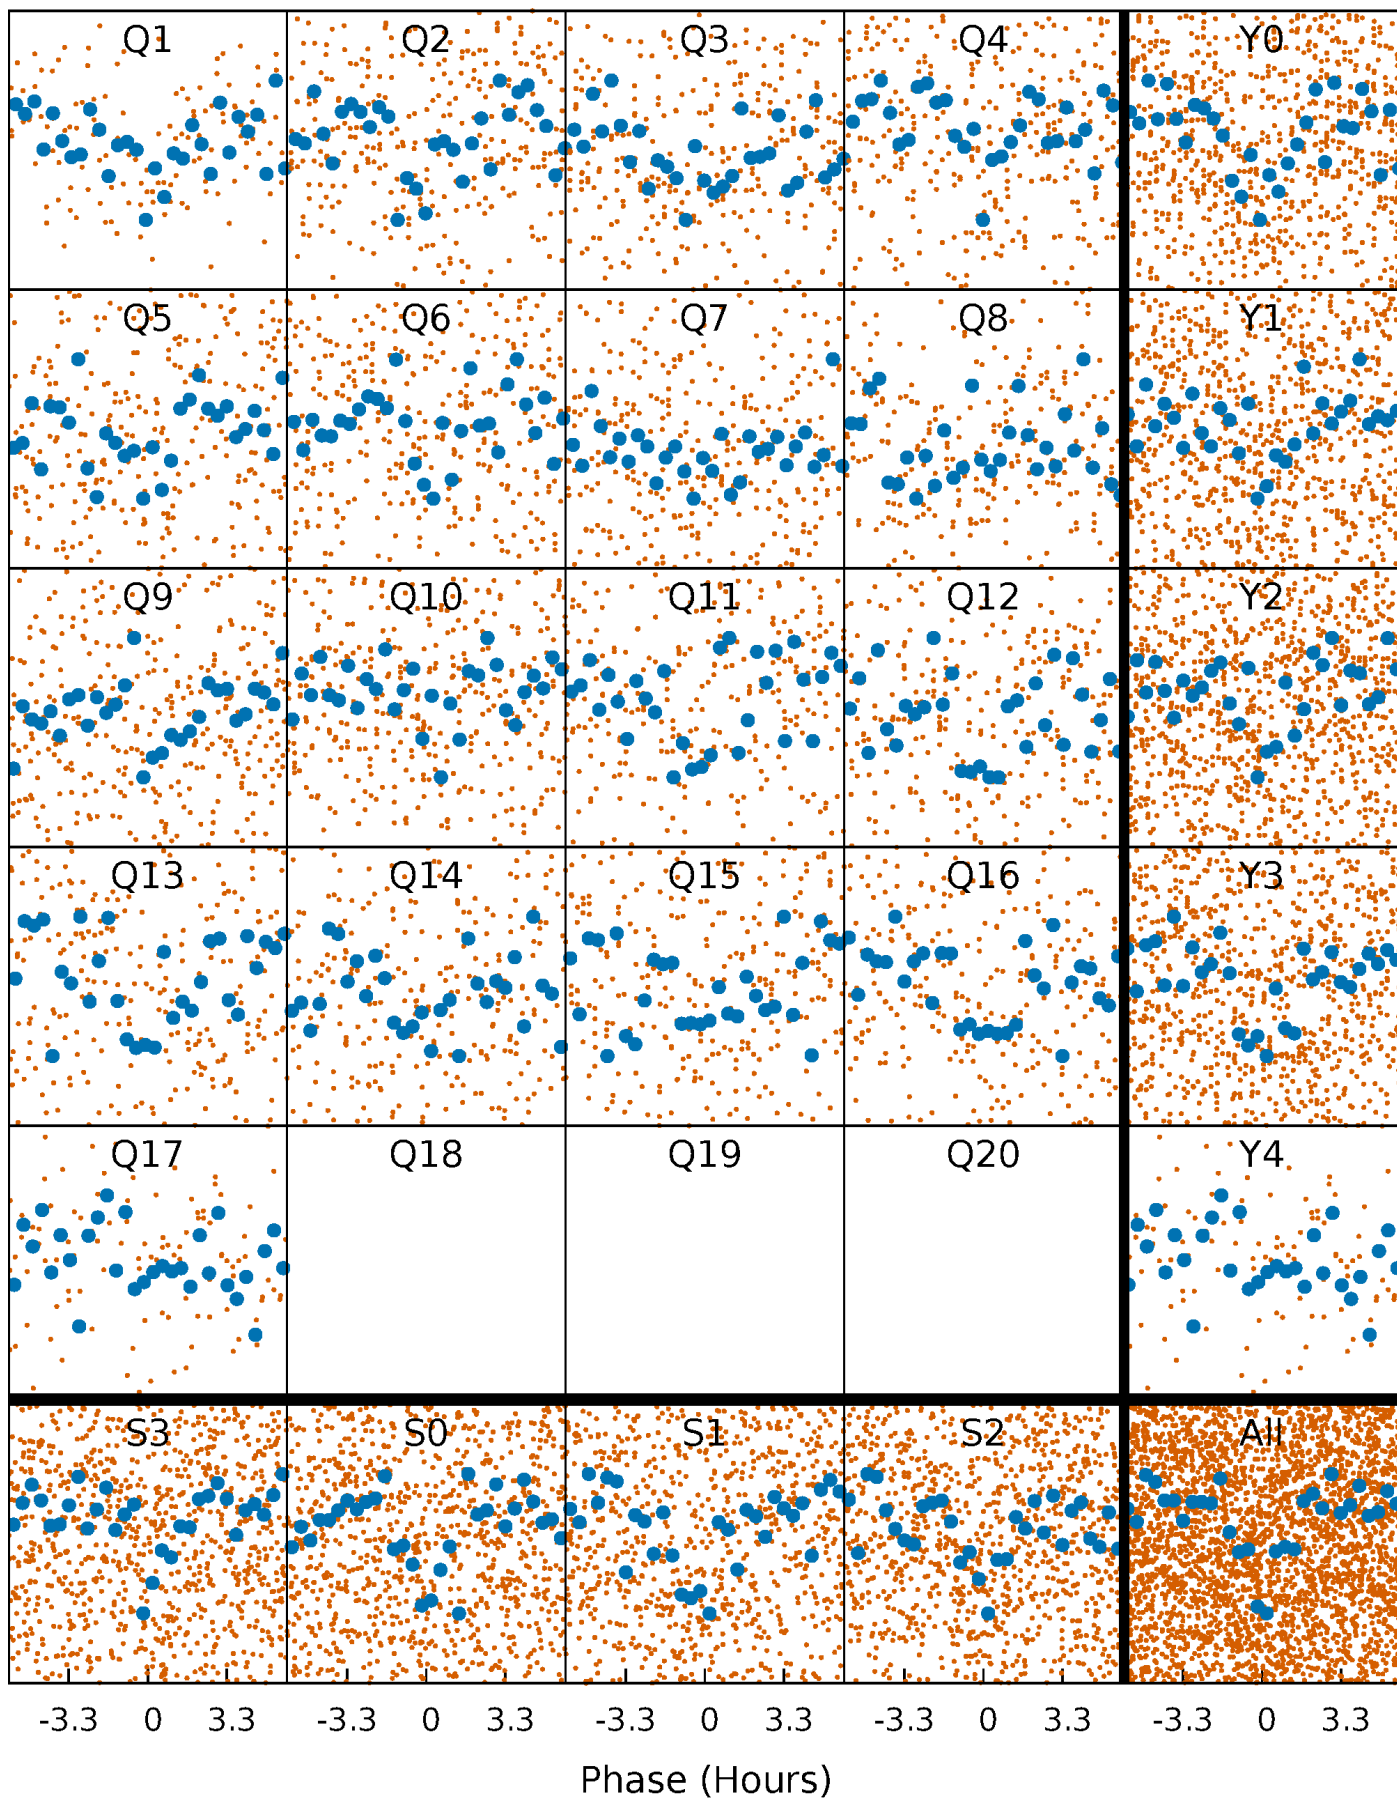 Q1 Q2 Q3 Q4 Y0
Q5 Q6 Q7 Q8 Y1
Q9 Q10 Q11 Q12 Y2
Q13 Q14 Q15 Q16 Y3
Q17 Q18 Q19 Q20 Y4
S3 S0 S1 S2 All
-3.3 0 3.3 -3.3 0 3.3 -3.3 0 3.3 -3.3 0 3.3 -3.3 0 3.3
Phase (Hours)